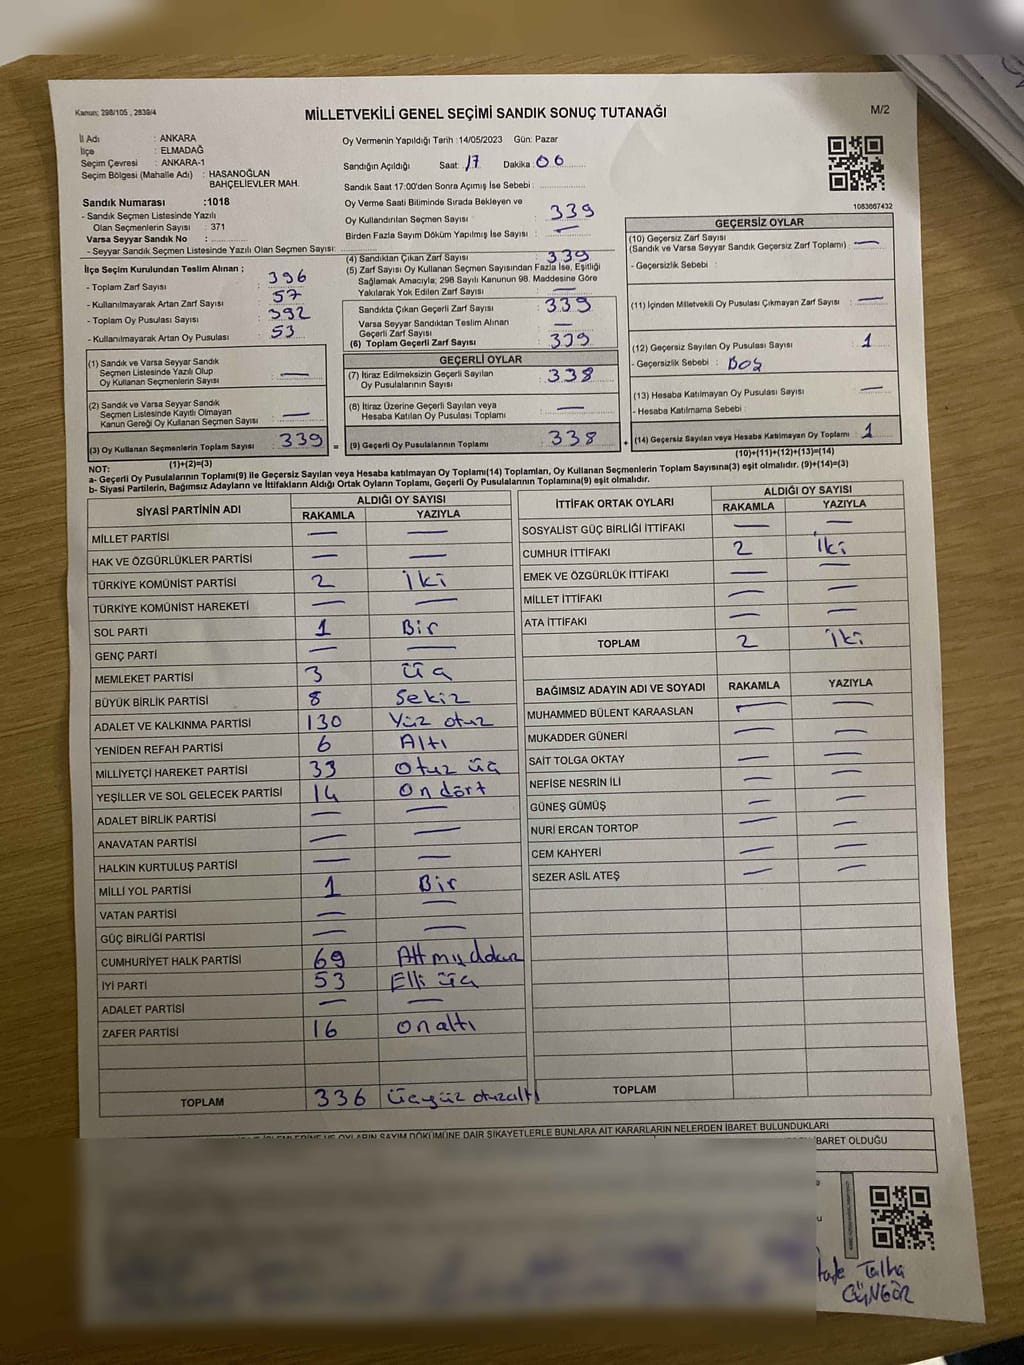 Kanun; 298/105 , 2839/4
MİLLETVEKİLİ GENEL SEÇİMİ SANDIK SONUÇ TUTANAĞI
M/2
İl Adı : ANKARA
İlçe : ELMADAĞ
Seçim Çevresi : ANKARA-1
Seçim Bölgesi (Mahalle Adı) : HASANOĞLAN
BAHÇELİEVLER MAH.
Sandık Numarası :1018
- Sandık Seçmen Listesinde Yazılı
Olan Seçmenlerin Sayısı : 371
Varsa Seyyar Sandık No :
- Seyyar Sandık Seçmen Listesinde Yazılı Olan Seçmen Sayısı:
Oy Vermenin Yapıldığı Tarih :14/05/2023 Gün: Pazar
Sandığın Açıldığı Saat: 17 Dakika 00
Sandık Saat 17:00'den Sonra Açımış İse Sebebi :
Oy Verme Saati Bitiminde Sırada Bekleyen ve
Oy Kullandırılan Seçmen Sayısı : 339
Birden Fazla Sayım Döküm Yapılmış İse Sayısı : —
(4) Sandıktan Çıkan Zarf Sayısı : 339
(5) Zarf Sayısı Oy Kullanan Seçmen Sayısından Fazla İse, Eşitliği
Sağlamak Amacıyla; 298 Sayılı Kanunun 98. Maddesine Göre
Yakılarak Yok Edilen Zarf Sayısı : —
1083667432
İlçe Seçim Kurulundan Teslim Alınan ;
- Toplam Zarf Sayısı : 396
- Kullanılmayarak Artan Zarf Sayısı : 57
- Toplam Oy Pusulası Sayısı : 392
- Kullanılmayarak Artan Oy Pusulası : 53
Sandıkta Çıkan Geçerli Zarf Sayısı : 339
Varsa Seyyar Sandıktan Teslim Alınan
Geçerli Zarf Sayısı : —
(6) Toplam Geçerli Zarf Sayısı : 339
(1) Sandık ve Varsa Seyyar Sandık
Seçmen Listesinde Yazılı Olup
Oy Kullanan Seçmenlerin Sayısı : —
(2) Sandık ve Varsa Seyyar Sandık
Seçmen Listesinde Kayıtlı Olmayan
Kanun Gereği Oy Kullanan Seçmen Sayısı : —
(3) Oy Kullanan Seçmenlerin Toplam Sayısı : 339 =
(1)+(2)=(3)
GEÇERLİ OYLAR
(7) İtiraz Edilmeksizin Geçerli Sayılan
Oy Pusulalarının Sayısı : 338
(8) İtiraz Üzerine Geçerli Sayılan veya
Hesaba Katılan Oy Pusulası Toplamı : —
(9) Geçerli Oy Pusulalarının Toplamı : 338 +
GEÇERSİZ OYLAR
(10) Geçersiz Zarf Sayısı
(Sandık ve Varsa Seyyar Sandık Geçersiz Zarf Toplamı) : —
- Geçersizlik Sebebi :
(11) İçinden Milletvekili Oy Pusulası Çıkmayan Zarf Sayısı : —
(12) Geçersiz Sayılan Oy Pusulası Sayısı : 1
- Geçersizlik Sebebi : Boş
(13) Hesaba Katılmayan Oy Pusulası Sayısı : —
- Hesaba Katılmama Sebebi :
(14) Geçersiz Sayılan veya Hesaba Katılmayan Oy Toplamı : 1
(10)+(11)+(12)+(13)=(14)
NOT:
a- Geçerli Oy Pusulalarının Toplamı(9) ile Geçersiz Sayılan veya Hesaba katılmayan Oy Toplamı(14) Toplamları, Oy Kullanan Seçmenlerin Toplam Sayısına(3) eşit olmalıdır. (9)+(14)=(3)
b- Siyasi Partilerin, Bağımsız Adayların ve İttifakların Aldığı Ortak Oyların Toplamı, Geçerli Oy Pusulalarının Toplamına(9) eşit olmalıdır.
SİYASİ PARTİNİN ADI ALDIĞI OY SAYISI
RAKAMLA YAZIYLA
MİLLET PARTİSİ — —
HAK VE ÖZGÜRLÜKLER PARTİSİ — —
TÜRKİYE KOMÜNİST PARTİSİ 2 İki
TÜRKİYE KOMÜNİST HAREKETİ — —
SOL PARTİ 1 Bir
GENÇ PARTİ — —
MEMLEKET PARTİSİ 3 Üç
BÜYÜK BİRLİK PARTİSİ 8 Sekiz
ADALET VE KALKINMA PARTİSİ 130 Yüz otuz
YENİDEN REFAH PARTİSİ 6 Altı
MİLLİYETÇİ HAREKET PARTİSİ 33 Otuz üç
YEŞİLLER VE SOL GELECEK PARTİSİ 14 On dört
ADALET BİRLİK PARTİSİ — —
ANAVATAN PARTİSİ — —
HALKIN KURTULUŞ PARTİSİ — —
MİLLİ YOL PARTİSİ 1 Bir
VATAN PARTİSİ — —
GÜÇ BİRLİĞİ PARTİSİ — —
CUMHURİYET HALK PARTİSİ 69 Altmışdokuz
İYİ PARTİ 53 Elli üç
ADALET PARTİSİ — —
ZAFER PARTİSİ 16 onaltı
TOPLAM 336 Üçyüz otuzaltı
İTTİFAK ORTAK OYLARI ALDIĞI OY SAYISI
RAKAMLA YAZIYLA
SOSYALİST GÜÇ BİRLİĞİ İTTİFAKI — —
CUMHUR İTTİFAKI 2 İki
EMEK VE ÖZGÜRLÜK İTTİFAKI — —
MİLLET İTTİFAKI — —
ATA İTTİFAKI — —
TOPLAM 2 İki
BAĞIMSIZ ADAYIN ADI VE SOYADI RAKAMLA YAZIYLA
MUHAMMED BÜLENT KARAASLAN — —
MUKADDER GÜNERİ — —
SAİT TOLGA OKTAY — —
NEFİSE NESRİN İLİ — —
GÜNEŞ GÜMÜŞ — —
NURİ ERCAN TORTOP — —
CEM KAHYERİ — —
SEZER ASİL ATEŞ — —
TOPLAM
VE OYLARIN SAYIM DÖKÜMÜNE DAİR ŞİKAYETLERLE BUNLARA AİT KARARLARIN NELERDEN İBARET BULUNDUKLARI
İBARET OLDUĞU
Talha
GÜNGÖR